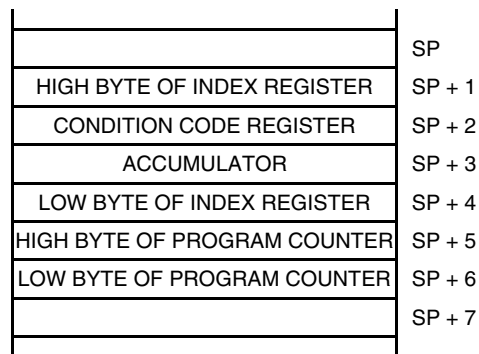 SP
HIGH BYTE OF INDEX REGISTER SP + 1
CONDITION CODE REGISTER SP + 2
ACCUMULATOR SP + 3
LOW BYTE OF INDEX REGISTER SP + 4
HIGH BYTE OF PROGRAM COUNTER SP + 5
LOW BYTE OF PROGRAM COUNTER SP + 6
SP + 7